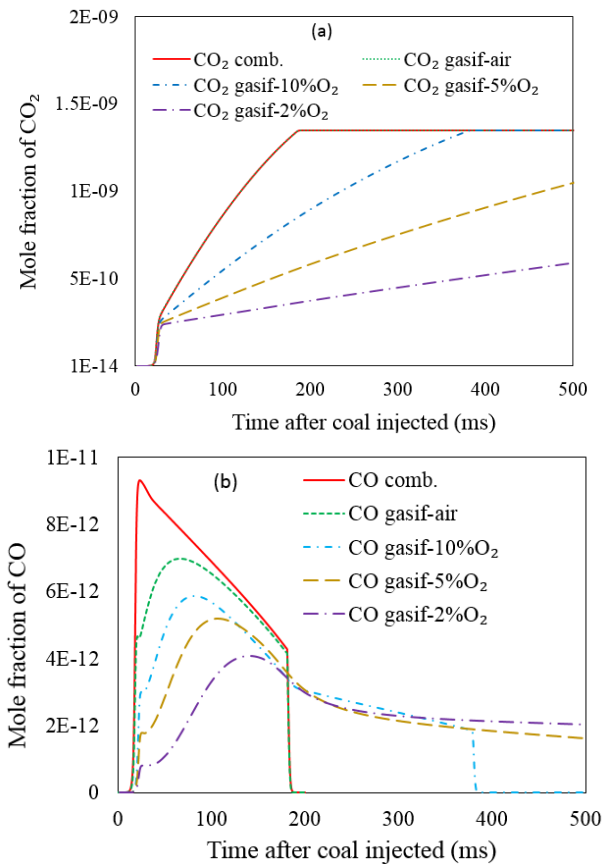 2E-09
(a)
CO₂ comb. CO₂ gasif-air
CO₂ gasif-10%O₂ CO₂ gasif-5%O₂
CO₂ gasif-2%O₂
1.5E-09
1E-09
5E-10
1E-14
Mole fraction of CO₂
0 100 200 300 400 500
Time after coal injected (ms)
1E-11
(b)
CO comb.
CO gasif-air
CO gasif-10%O₂
CO gasif-5%O₂
CO gasif-2%O₂
8E-12
6E-12
4E-12
2E-12
0
Mole fraction of CO
0 100 200 300 400 500
Time after coal injected (ms)